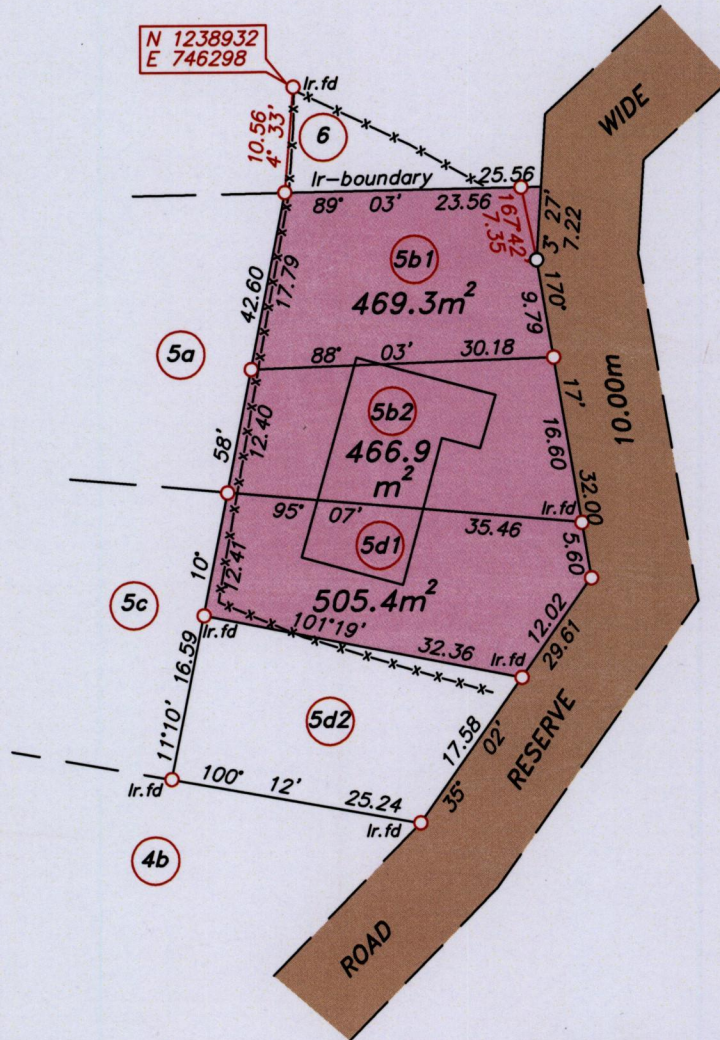 N 1238932
E 746298
Ir.fd
10.56
4° 33'
6
WIDE
Ir-boundary
25.56
89° 03' 23.56
167°42'
7.35
3° 27'
7.22
5b1
469.3m²
42.60
17.79
9.79
170°
5a
88° 03' 30.18
10.00m
17'
5b2
466.9
m²
58'
12.40
16.60
32.00
95° 07' 35.46
Ir.fd
5d1
505.4m²
5.60
10°
12.41
5c
Ir.fd
101°19' 32.36
Ir.fd
12.02
29.61
16.59
5d2
17.58
02'
RESERVE
11°10'
35°
Ir.fd
100° 12' 25.24
Ir.fd
4b
ROAD